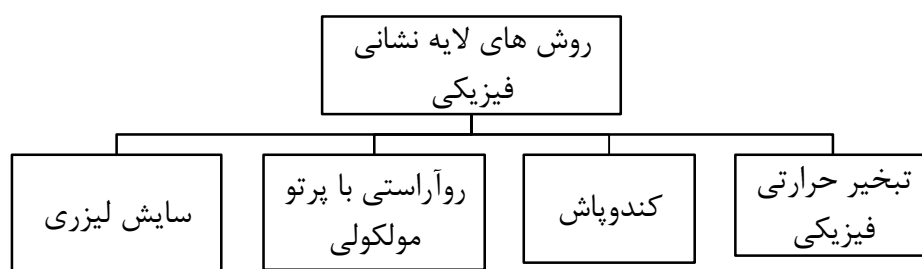 روش های لایه نشانی
فیزیکی
تبخیر حرارتی
فیزیکی
کندوپاش
روآراستی با پرتو
مولکولی
سایش لیزری